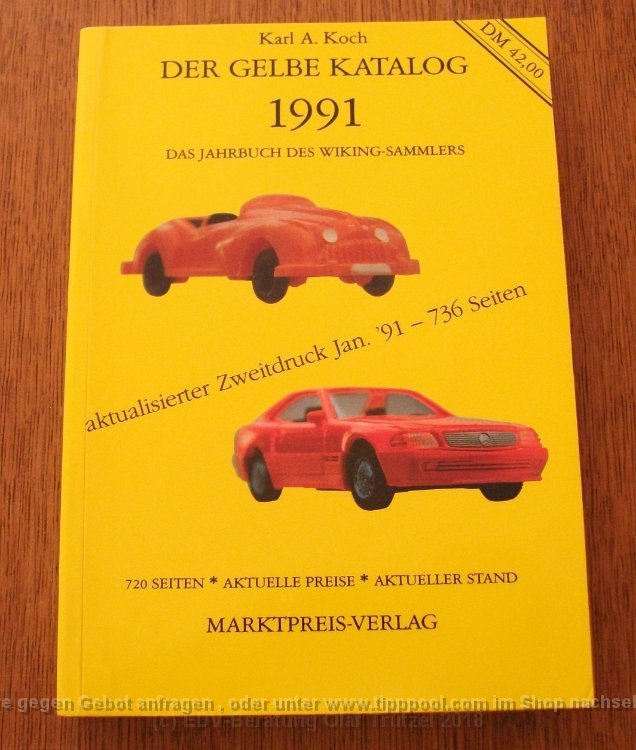 Karl A. Koch
DM 42,00
DER GELBE KATALOG
1991
DAS JAHRBUCH DES WIKING-SAMMLERS
aktualisierter Zweitdruck Jan. '91 – 736 Seiten
720 SEITEN * AKTUELLE PREISE * AKTUELLER STAND
MARKTPREIS-VERLAG
gegen Gebot anfragen , oder unter www.tipppool.com im Shop
2018